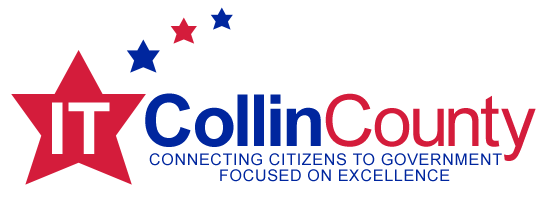 IT
CollinCounty
CONNECTING CITIZENS TO GOVERNMENT
FOCUSED ON EXCELLENCE